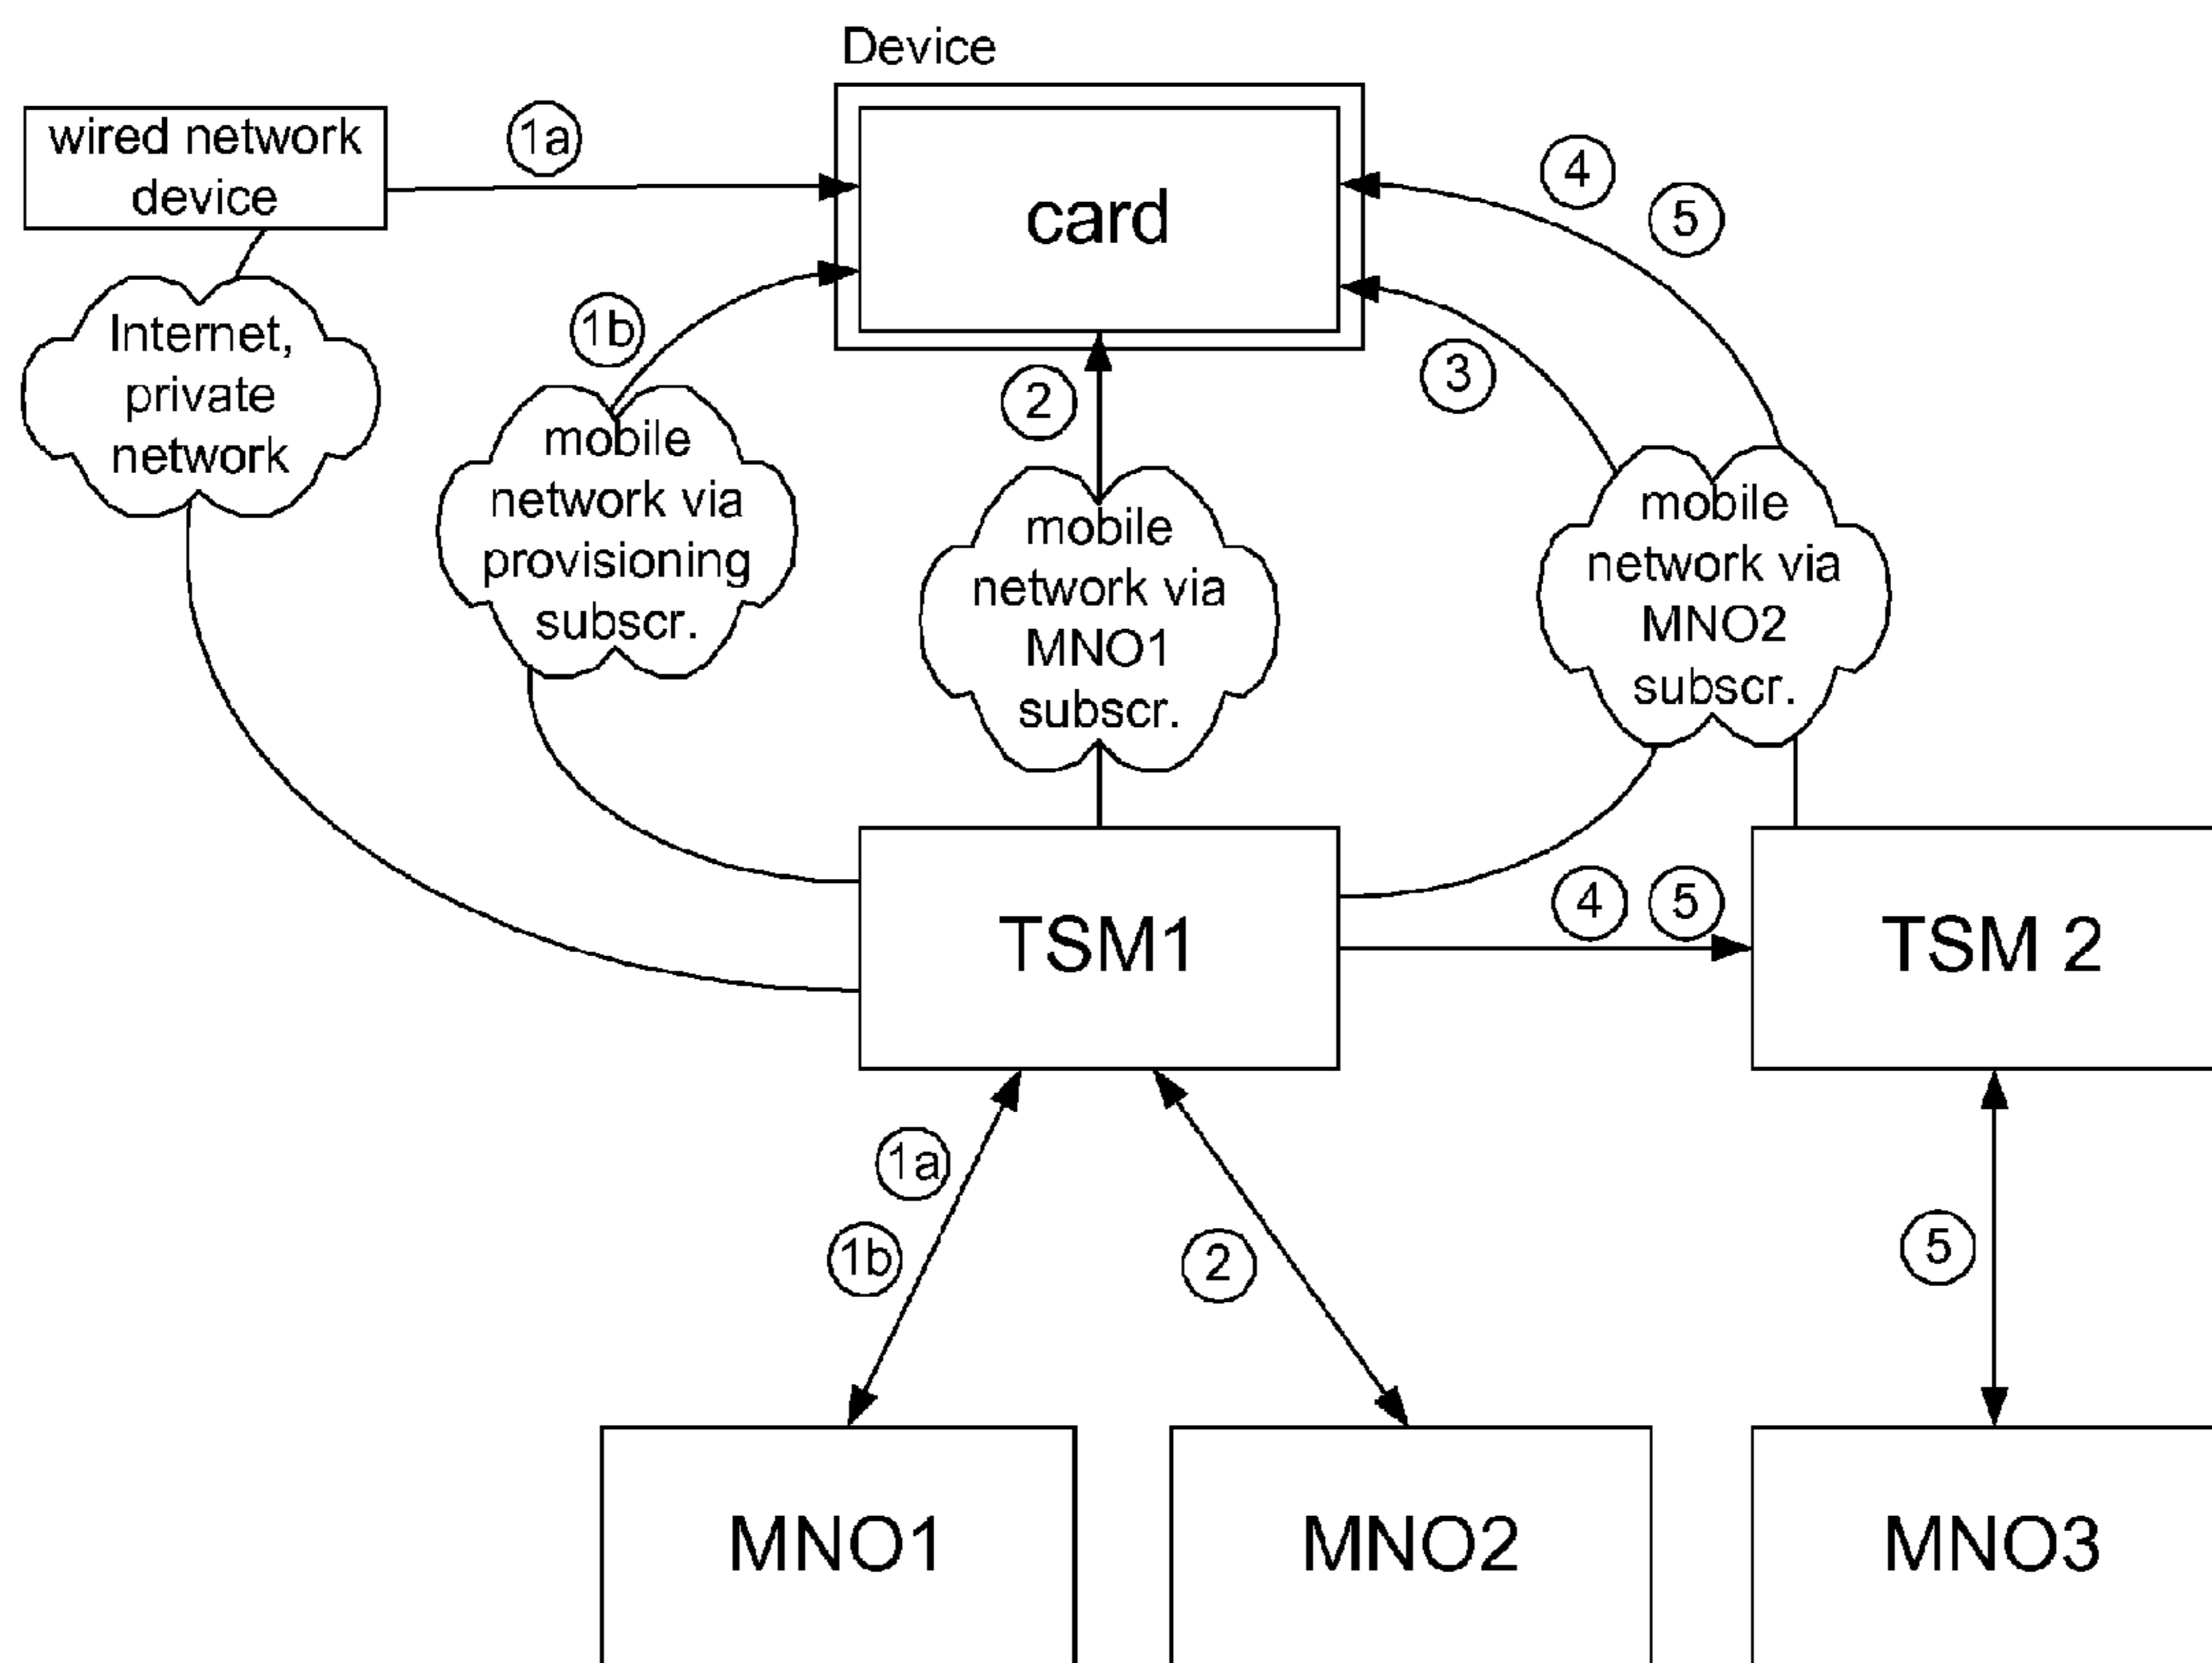 Device
wired network
device
1a
card
4
5
Internet,
private
network
1b
2
3
mobile
network via
provisioning
subscr.
mobile
network via
MNO1
subscr.
mobile
network via
MNO2
subscr.
TSM1
4
5
TSM 2
1a
1b
2
5
MNO1
MNO2
MNO3